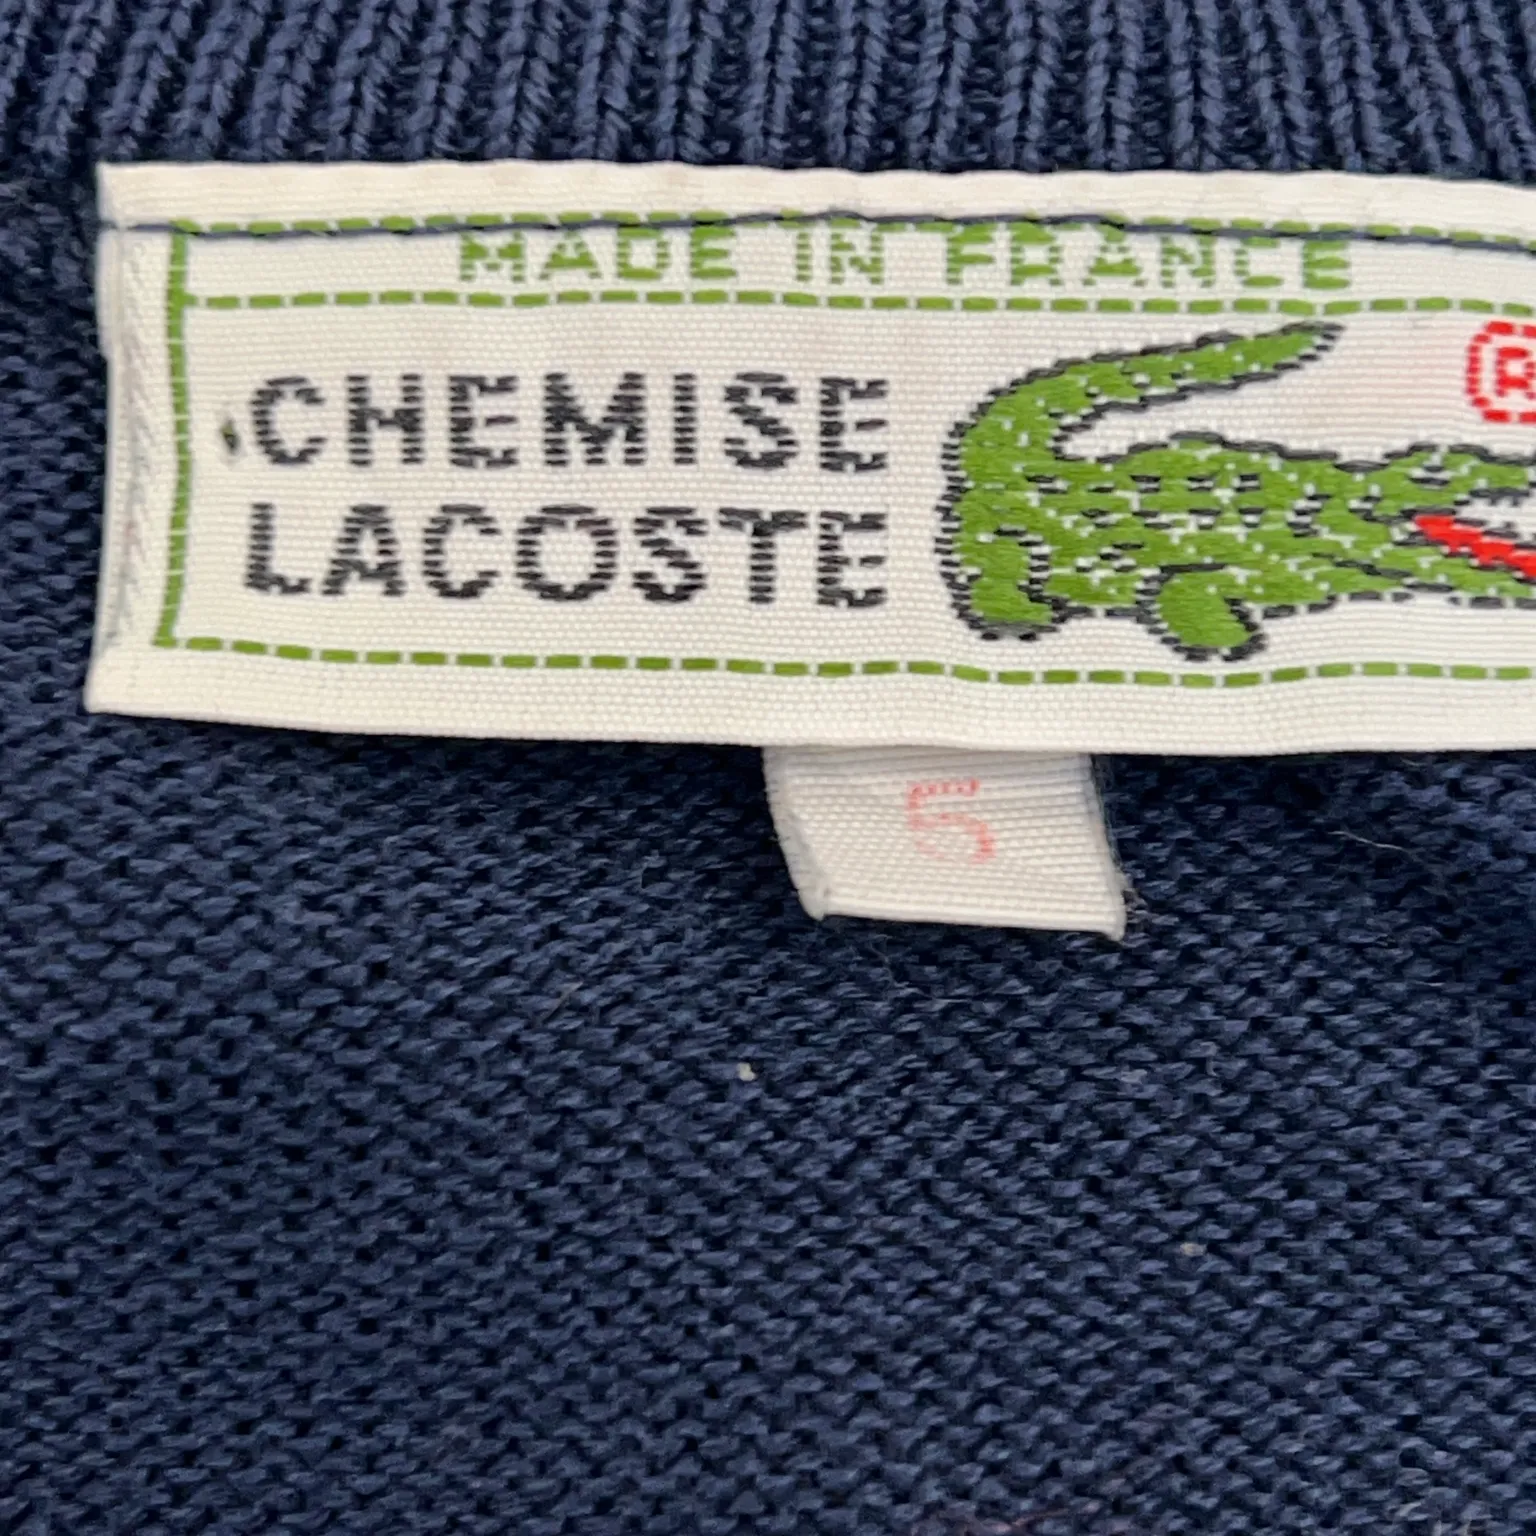 MADE IN FRANCE
CHEMISE
LACOSTE
®
5